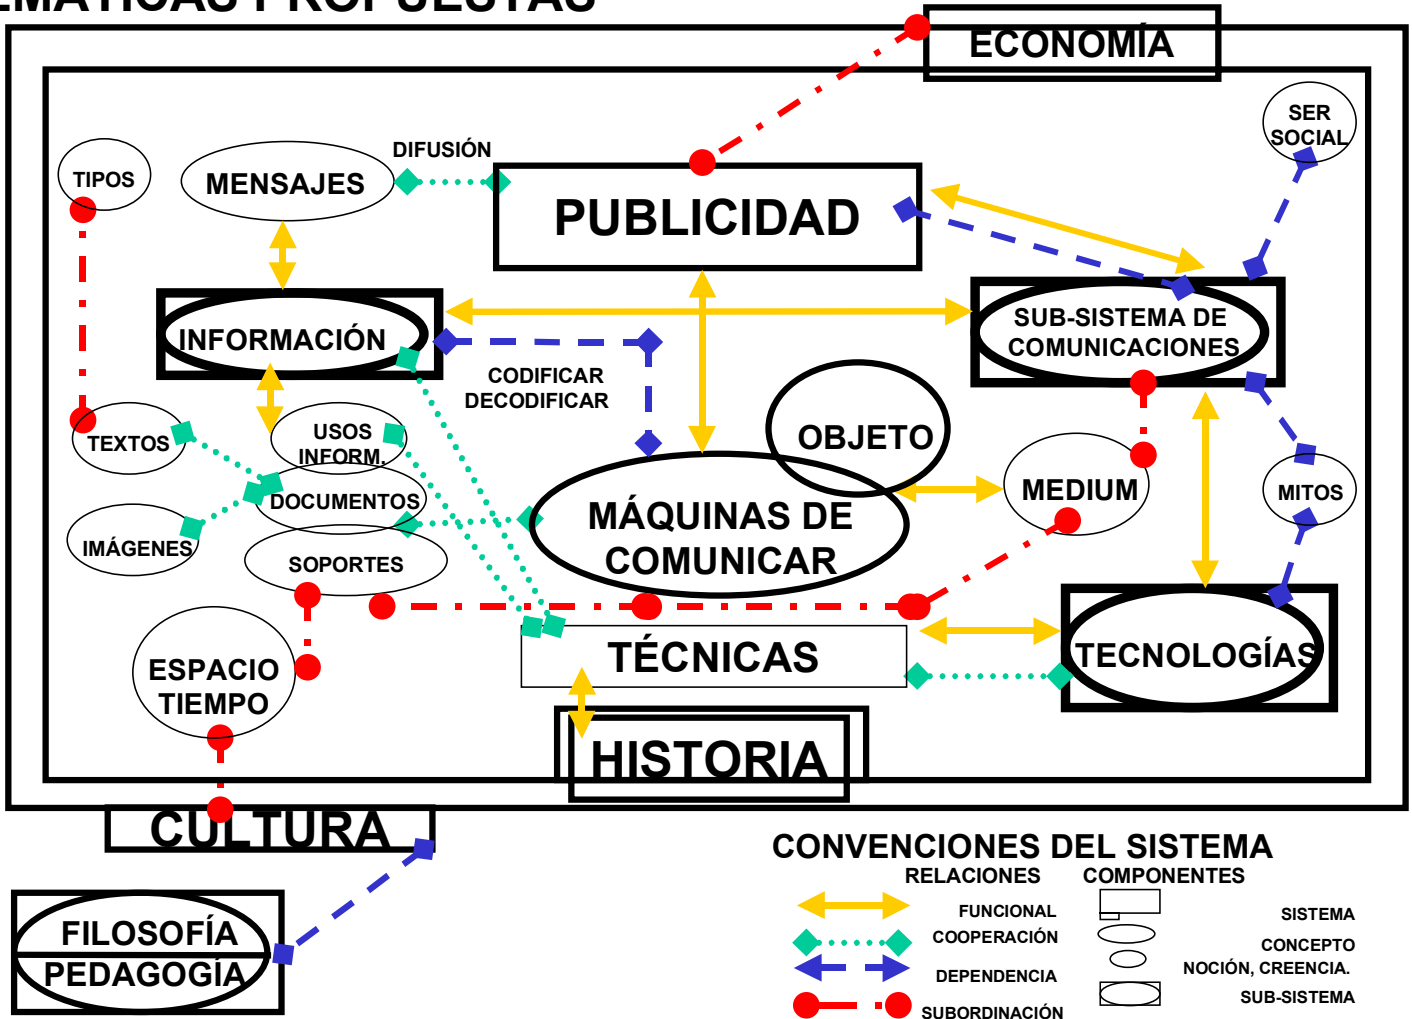 EMÁTICAS PROPUESTAS
ECONOMÍA
SER
SOCIAL
DIFUSIÓN
TIPOS
MENSAJES
PUBLICIDAD
INFORMACIÓN
SUB-SISTEMA DE
COMUNICACIONES
CODIFICAR
DECODIFICAR
OBJETO
TEXTOS
USOS
INFORM.
DOCUMENTOS
MEDIUM
MITOS
IMÁGENES
SOPORTES
MÁQUINAS DE
COMUNICAR
ESPACIO
TIEMPO
TÉCNICAS
TECNOLOGÍAS
HISTORIA
CULTURA
FILOSOFÍA
PEDAGOGÍA
CONVENCIONES DEL SISTEMA
RELACIONES COMPONENTES
FUNCIONAL SISTEMA
COOPERACIÓN CONCEPTO
NOCIÓN, CREENCIA.
DEPENDENCIA
SUB-SISTEMA
SUBORDINACIÓN